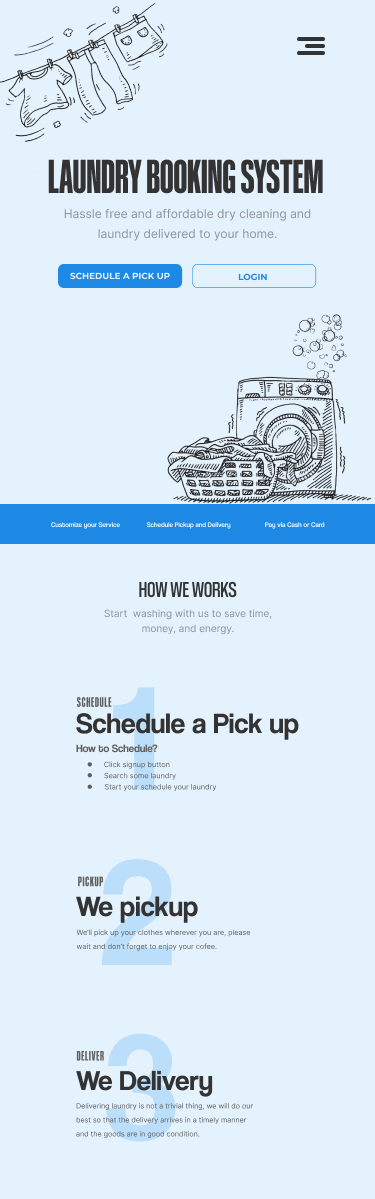 LAUNDRY BOOKING SYSTEM
Hassle free and affordable dry cleaning and
laundry delivered to your home.
SCHEDULE A PICK UP
LOGIN
Customize your Service
Schedule Pickup and Delivery
Pay via Cash or Card
HOW WE WORKS
Start washing with us to save time,
money, and energy.
1
SCHEDULE
Schedule a Pick up
How to Schedule?
Click signup button
Search some laundry
Start your schedule your laundry
2
PICKUP
We pickup
We'll pick up your clothes wherever you are, please
wait and don't forget to enjoy your cofee.
3
DELIVER
We Delivery
Delivering laundry is not a trivial thing, we will do our
best so that the delivery arrives in a timely manner
and the goods are in good condition.